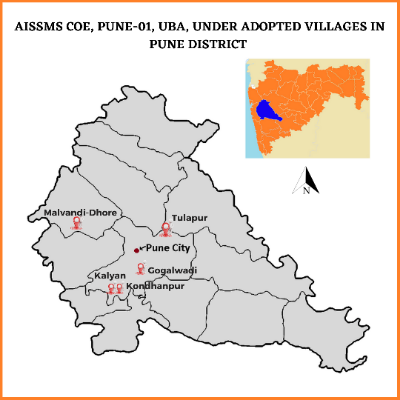 AISSMS COE, PUNE-01, UBA, UNDER ADOPTED VILLAGES IN
PUNE DISTRICT
N
Malvandi-Dhore
Tulapur
Pune City
Gogalwadi
Kalyan
Kondhanpur